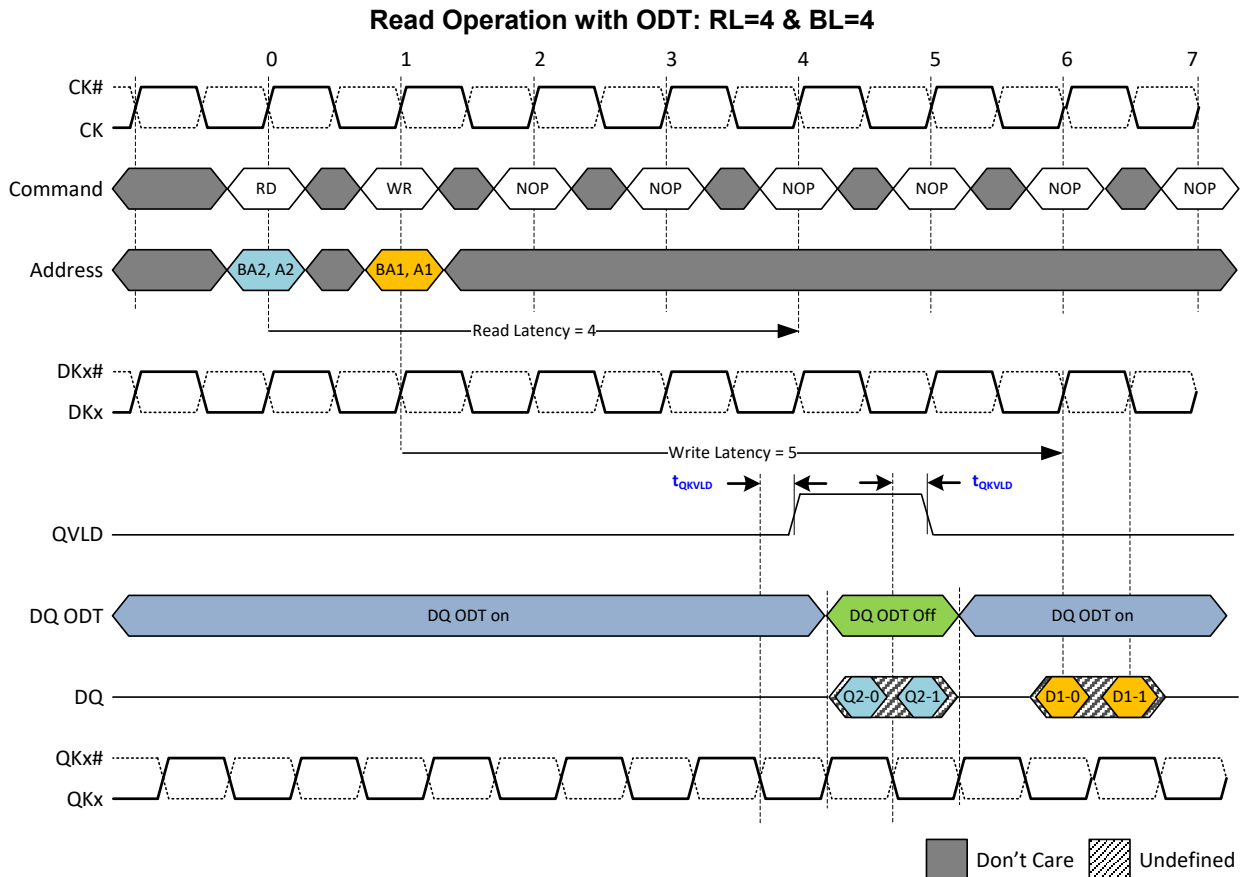 Read Operation with ODT: RL=4 & BL=4
0 1 2 3 4 5 6 7
CK#
CK
Command RD WR NOP NOP NOP NOP NOP NOP
Address BA2, A2 BA1, A1
Read Latency = 4
DKx#
DKx
Write Latency = 5
tQKVLD tQKVLD
QVLD
DQ ODT DQ ODT on DQ ODT Off DQ ODT on
DQ Q2-0 Q2-1 D1-0 D1-1
QKx#
QKx
Don't Care Undefined